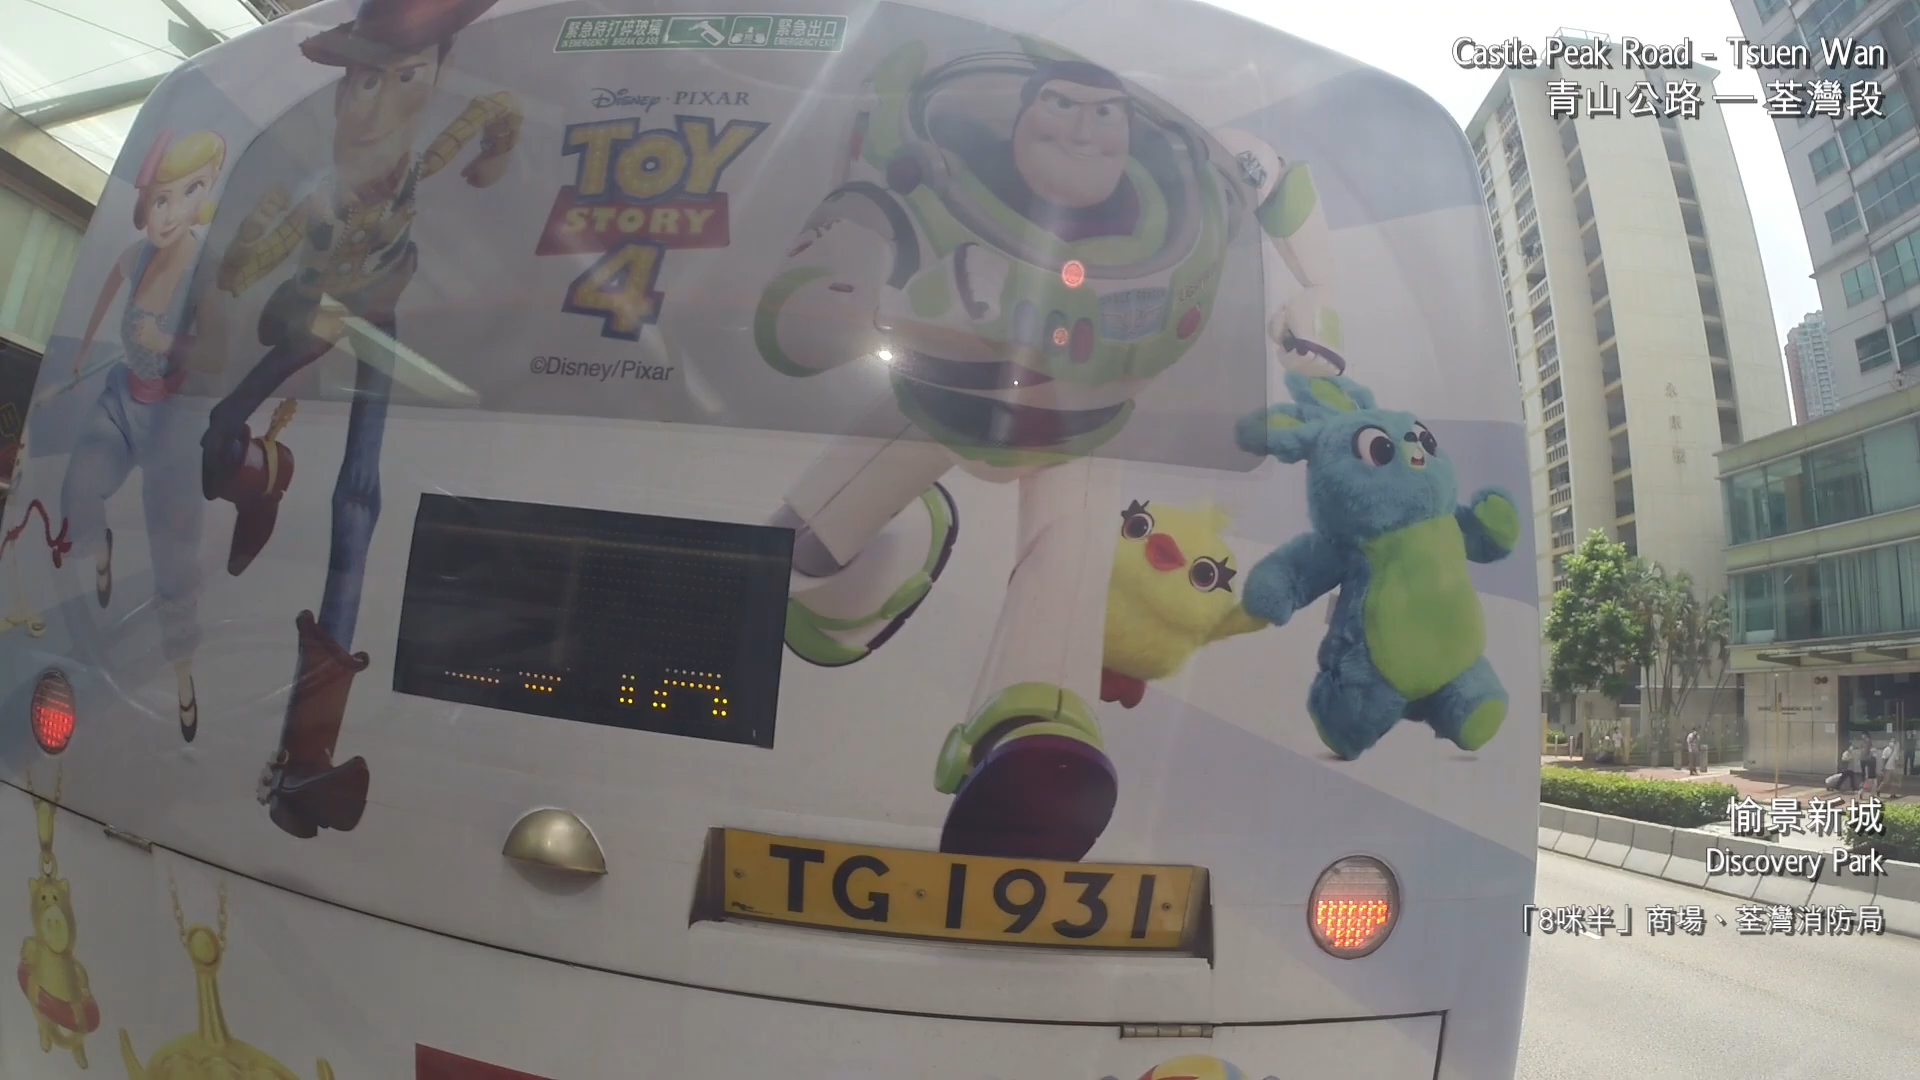 緊急時打碎玻璃
IN EMERGENCY BREAK GLASS
緊急出口
EMERGENCY EXIT
Disney · PIXAR
TOY
STORY
4
©Disney/Pixar
TG 1931
Castle Peak Road - Tsuen Wan
青山公路 — 荃灣段
愉景新城
Discovery Park
「8咪半」商場、荃灣消防局